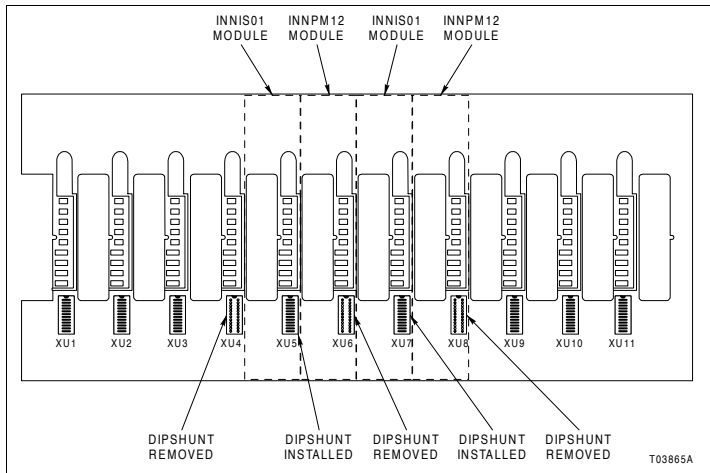 INNIS01
MODULE
INNPM12
MODULE
INNIS01
MODULE
INNPM12
MODULE
XU1
XU2
XU3
XU4
XU5
XU6
XU7
XU8
XU9
XU10
XU11
DIPSHUNT
REMOVED
DIPSHUNT
INSTALLED
DIPSHUNT
REMOVED
DIPSHUNT
INSTALLED
DIPSHUNT
REMOVED
T03865A